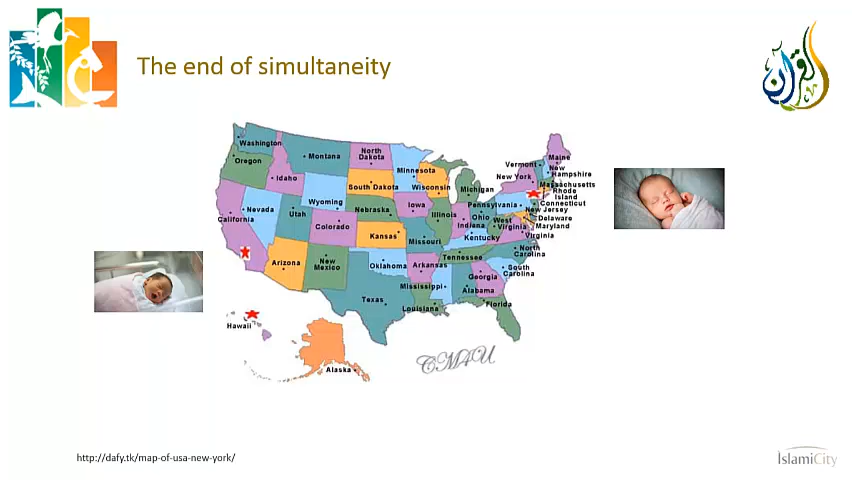 The end of simultaneity
القرآن
Washington
Montana
North
Dakota
Minnesota
Maine
Oregon
Idaho
South Dakota
Wisconsin
Michigan
Vermont
New
Hampshire
New York
Massachusetts
Rhode
Island
Connecticut
New Jersey
Delaware
Maryland
Wyoming
Nebraska
Iowa
Illinois
Indiana
Ohio
Pennsylvania
West
Virginia
Virginia
Nevada
Utah
California
Colorado
Kansas
Missouri
Kentucky
North
Carolina
Tennessee
South
Carolina
Arizona
New
Mexico
Oklahoma
Arkansas
Georgia
Mississippi
Alabama
Texas
Louisiana
Florida
Hawaii
Alaska
CM4U
http://dafy.tk/map-of-usa-new-york/
IslamiCity